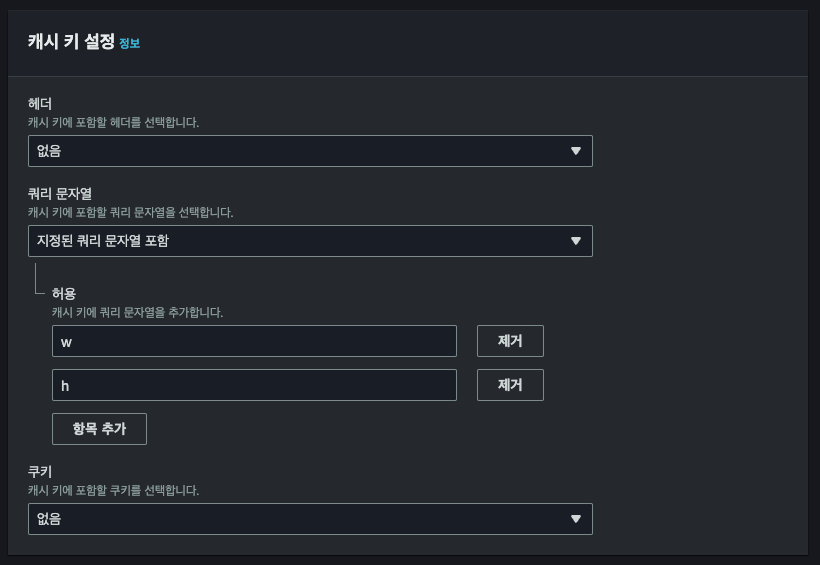 캐시 키 설정 정보
헤더
캐시 키에 포함할 헤더를 선택합니다.
없음
쿼리 문자열
캐시 키에 포함할 쿼리 문자열을 선택합니다.
지정된 쿼리 문자열 포함
허용
캐시 키에 쿼리 문자열을 추가합니다.
w 제거
h 제거
항목 추가
쿠키
캐시 키에 포함할 쿠키를 선택합니다.
없음